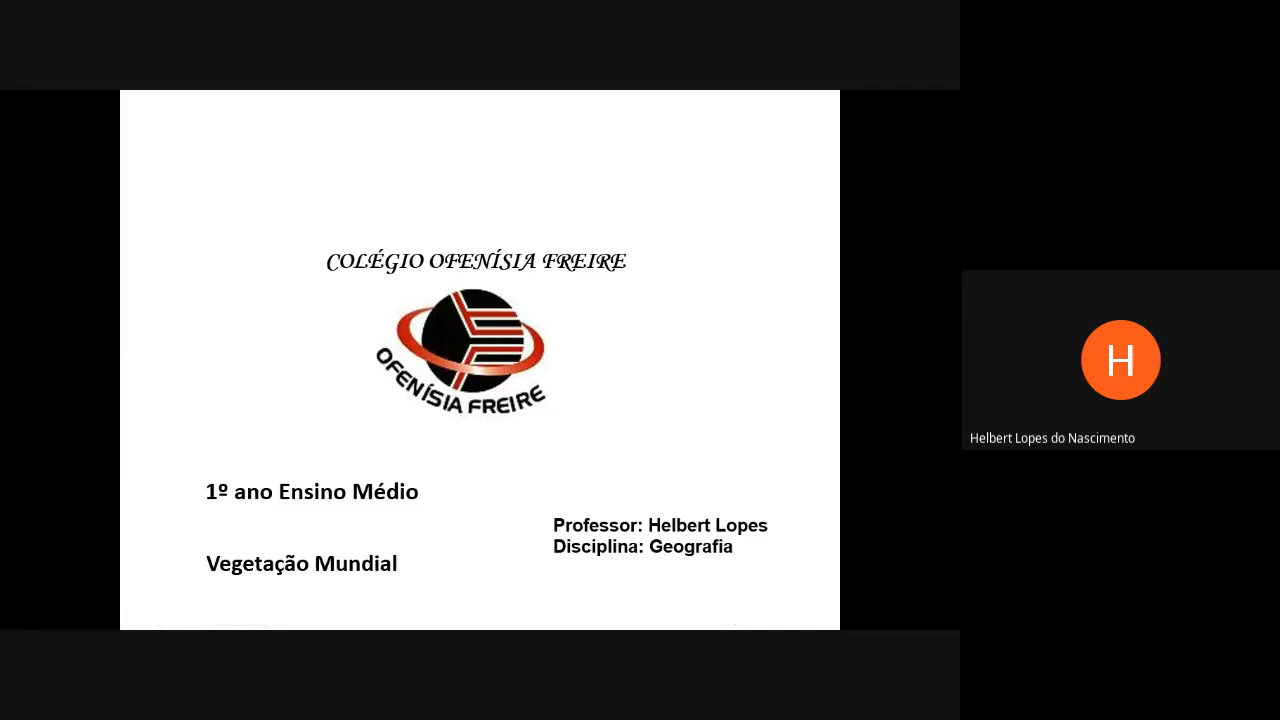 COLÉGIO OFENÍSIA FREIRE
OFENÍSIA FREIRE
1º ano Ensino Médio
Professor: Helbert Lopes
Disciplina: Geografia
Vegetação Mundial
H
Helbert Lopes do Nascimento